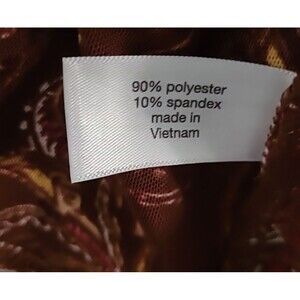 90% polyester
10% spandex
made in
Vietnam